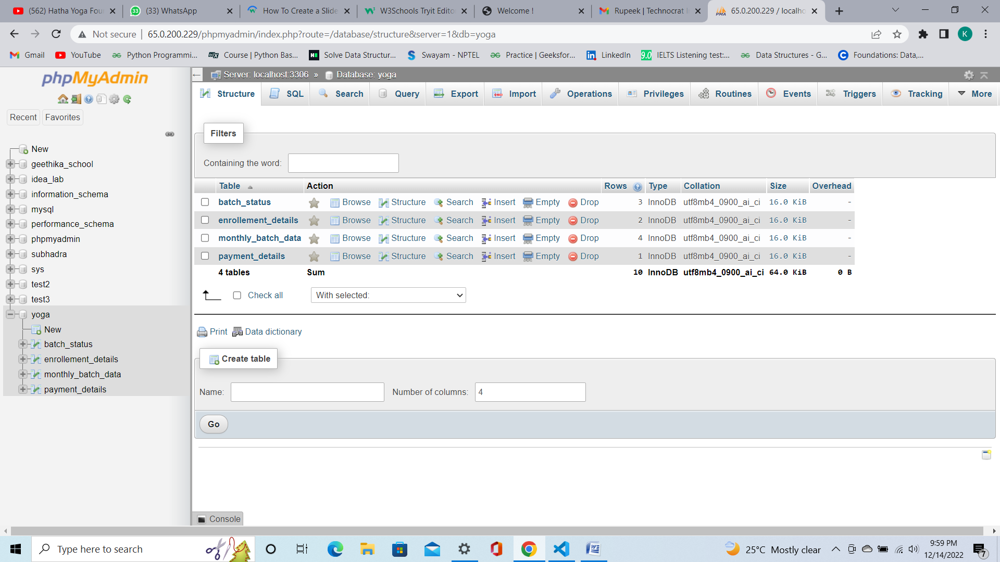 (562) Hatha Yoga Four
(33) WhatsApp
How To Create a Slide
W3Schools Tryit Edito
Welcome !
Rupeek | Technocrat I
65.0.200.229 / localho
Not secure | 65.0.200.229/phpmyadmin/index.php?route=/database/structure&server=1&db=yoga
K
Gmail YouTube Python Programmi... Course | Python Bas... Solve Data Structur... Swayam - NPTEL Practice | Geeksfor... LinkedIn IELTS Listening test:... Data Structures - G... Foundations: Data,...
phpMyAdmin
Recent Favorites
New
geethika_school
idea_lab
information_schema
mysql
performance_schema
phpmyadmin
subhadra
sys
test2
test3
yoga
New
batch_status
enrollement_details
monthly_batch_data
payment_details
Server: localhost:3306 » Database: yoga
Structure SQL Search Query Export Import Operations Privileges Routines Events Triggers Tracking More
Filters
Containing the word:
Table Action Rows Type Collation Size Overhead
batch_status Browse Structure Search Insert Empty Drop 3 InnoDB utf8mb4_0900_ai_ci 16.0 KiB -
enrollement_details Browse Structure Search Insert Empty Drop 2 InnoDB utf8mb4_0900_ai_ci 16.0 KiB -
monthly_batch_data Browse Structure Search Insert Empty Drop 4 InnoDB utf8mb4_0900_ai_ci 16.0 KiB -
payment_details Browse Structure Search Insert Empty Drop 1 InnoDB utf8mb4_0900_ai_ci 16.0 KiB -
4 tables Sum 10 InnoDB utf8mb4_0900_ai_ci 64.0 KiB 0 B
Check all With selected:
Print Data dictionary
Create table
Name: Number of columns: 4
Go
Console
Type here to search
25°C Mostly clear
9:59 PM
12/14/2022
7